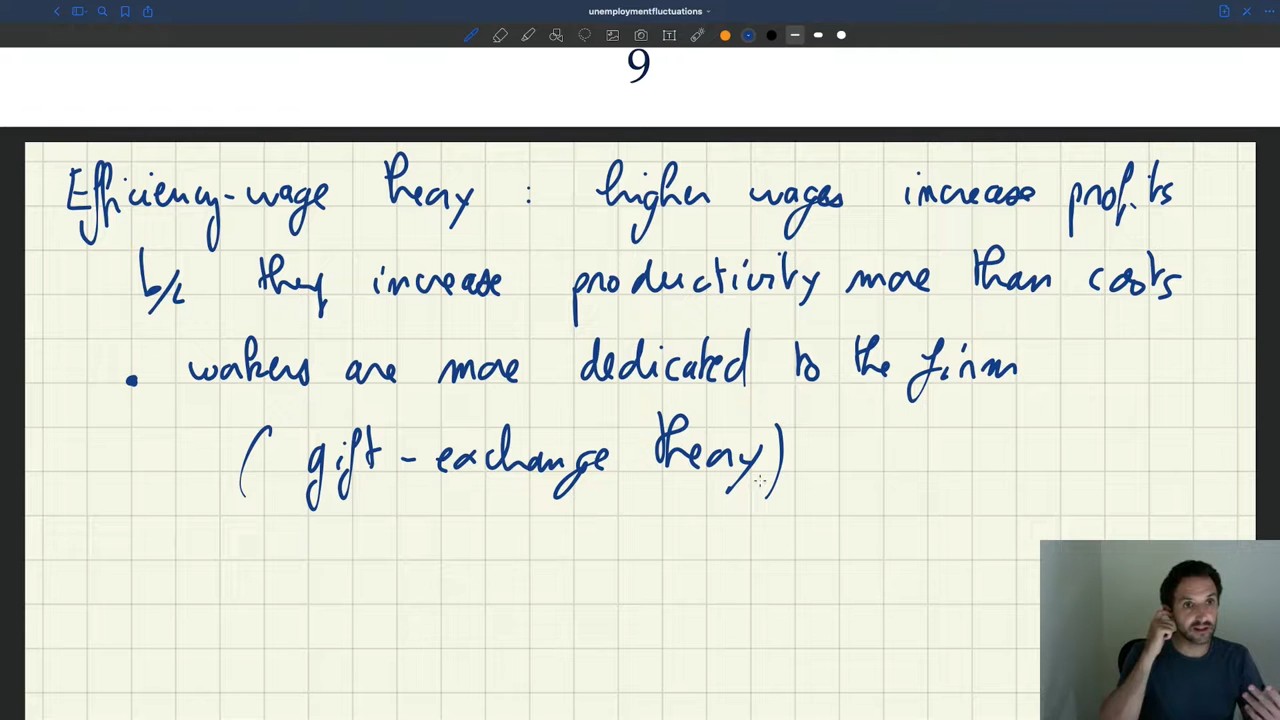 unemploymentfluctuations
9
Efficiency-wage theory : higher wages increase profits
b/c they increase productivity more than costs
• workers are more dedicated to the firm
( gift-exchange theory)